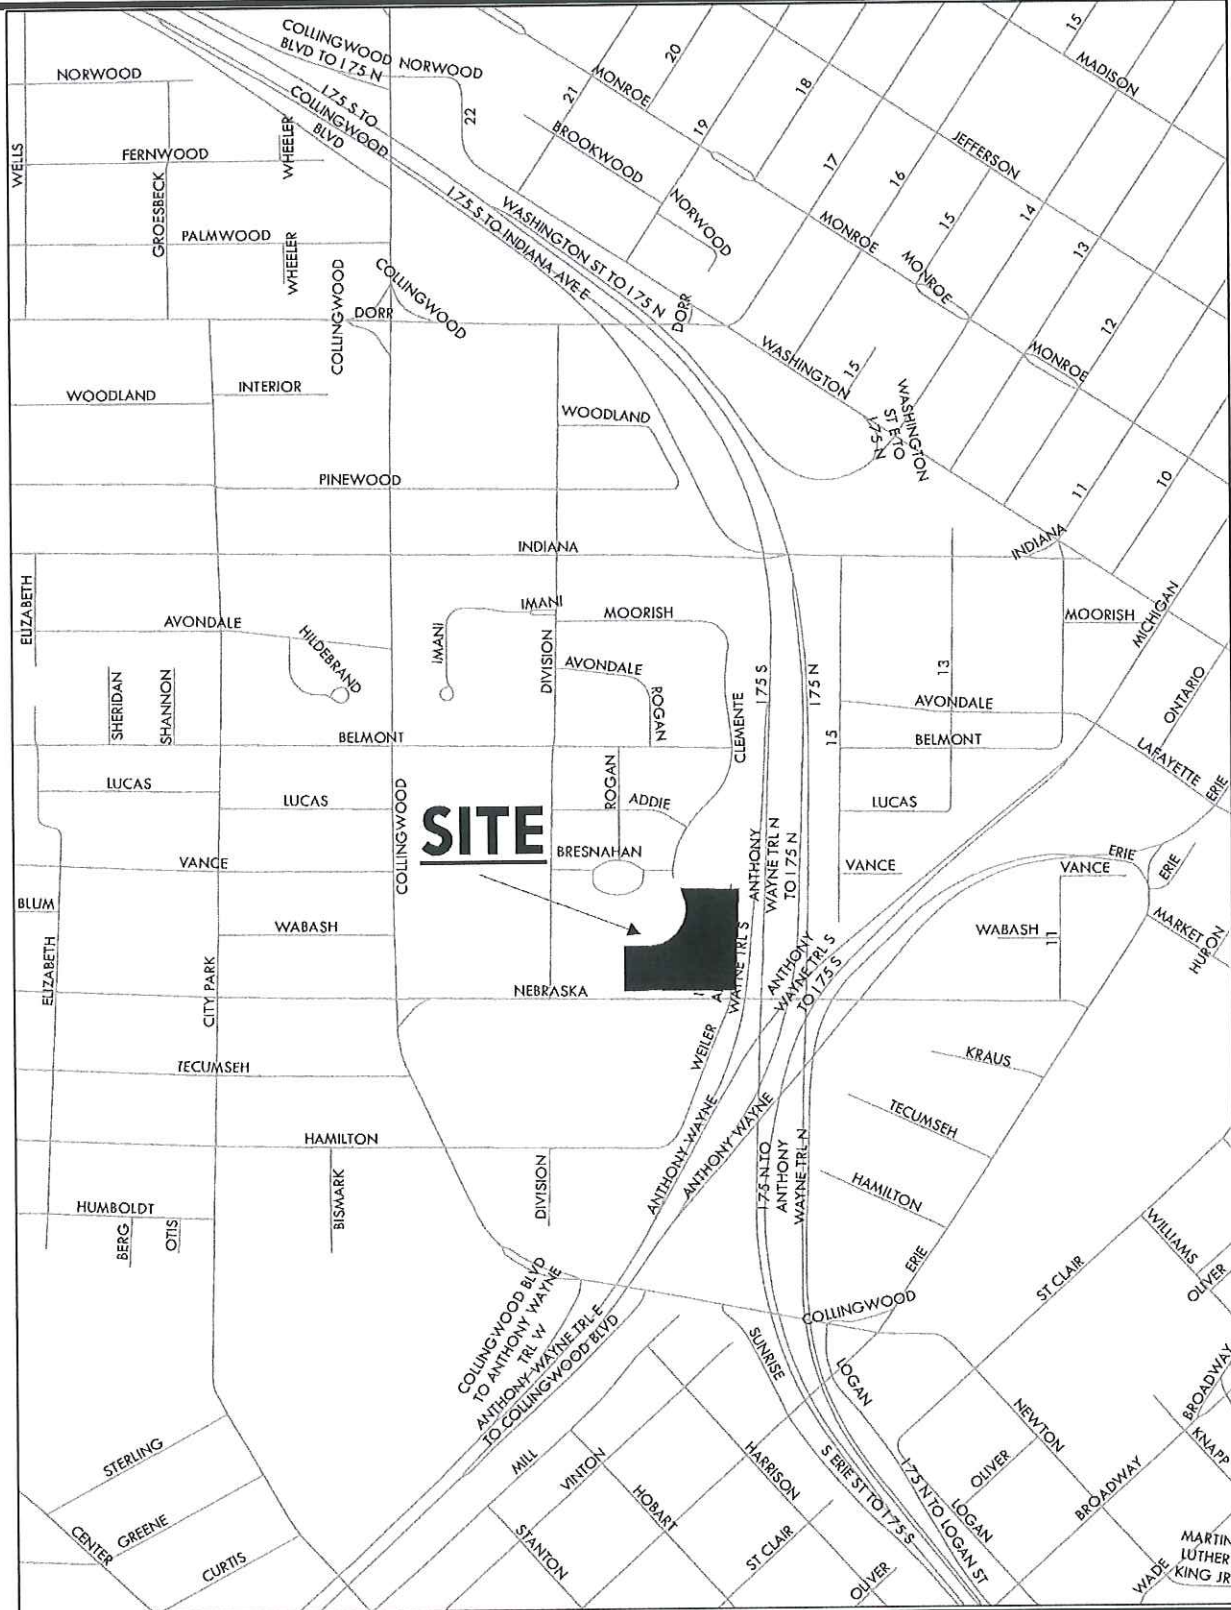 COLLINGWOOD
BLVD TO I 75 N
NORWOOD
NORWOOD
I 75 S TO
COLLINGWOOD
BLVD
22
21
20
MONROE
19
18
15
MADISON
WELLS
FERNWOOD
WHEELER
BROOKWOOD
17
16
JEFFERSON
GROESBECK
PALMWOOD
WHEELER
I 75 S TO INDIANA AVE E
WASHINGTON ST TO I 75 N
NORWOOD
MONROE
15
14
MONROE
13
COLLINGWOOD
COLLINGWOOD
DORR
DORR
WASHINGTON
15
12
MONROE
WOODLAND
INTERIOR
WOODLAND
WASHINGTON
ST E TO
I 75 N
PINEWOOD
11
10
INDIANA
INDIANA
ELIZABETH
AVONDALE
HILDEBRAND
IMANI
IMANI
DIVISION
MOORISH
MOORISH
MICHIGAN
SHERIDAN
SHANNON
AVONDALE
ROGAN
CLEMENTE
I 75 S
I 75 N
13
AVONDALE
ONTARIO
BELMONT
15
BELMONT
LAFAYETTE
ERIE
LUCAS
LUCAS
COLLINGWOOD
SITE
ROGAN
ADDIE
LUCAS
VANCE
BRESNAHAN
ANTHONY
WAYNE TRL N
TO I 75 N
VANCE
ERIE
VANCE
ERIE
BLUM
WABASH
WABASH
11
MARKET
HURON
ELIZABETH
CITY PARK
NEBRASKA
WAYNE TRL S
ANTHONY
WAYNE TRL S
TO I 75 S
TECUMSEH
WEILER
KRAUS
HAMILTON
ANTHONY WAYNE
ANTHONY WAYNE
TECUMSEH
BISMARK
DIVISION
I 75 N TO
ANTHONY
WAYNE TRL N
HAMILTON
HUMBOLDT
BERG
OTIS
ERIE
ST CLAIR
WILLIAMS
OLIVER
COLLINGWOOD BLVD
TO ANTHONY WAYNE
TRL W
ANTHONY WAYNE TRL E
TO COLLINGWOOD BLVD
COLLINGWOOD
SUNRISE
LOGAN
NEWTON
BROADWAY
KNAPP
STERLING
MILL
VINTON
HARRISON
S ERIE ST TO I 75 S
OLIVER
BROADWAY
CENTER
GREENE
CURTIS
STANTON
HOBART
ST CLAIR
OLIVER
I 75 N TO LOGAN ST
LOGAN
WADE
MARTIN
LUTHER
KING JR